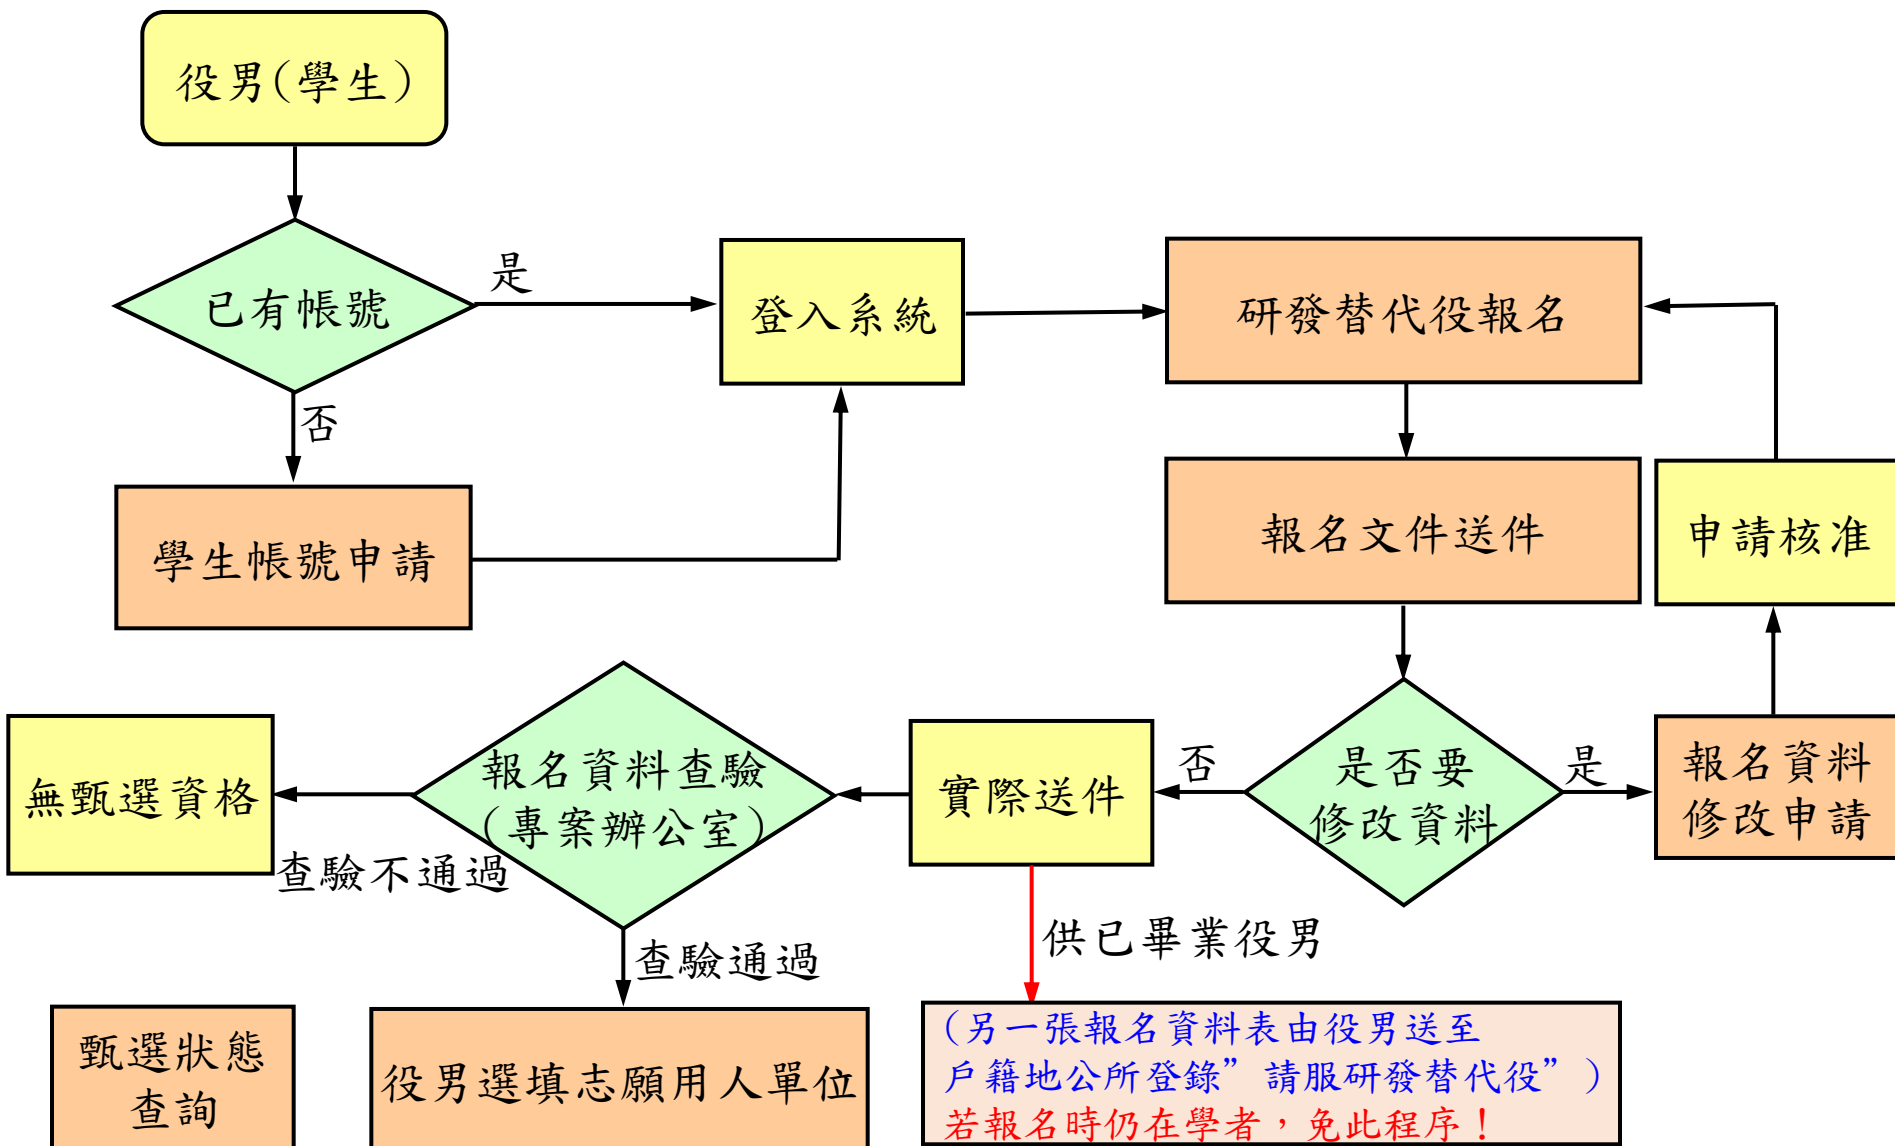 役男(學生)
已有帳號
是
登入系統
研發替代役報名
否
學生帳號申請
報名文件送件
申請核准
無甄選資格
報名資料查驗
(專案辦公室)
實際送件
否
是否要
修改資料
是
報名資料
修改申請
查驗不通過
查驗通過
供已畢業役男
甄選狀態
查詢
役男選填志願用人單位
(另一張報名資料表由役男送至
戶籍地公所登錄”請服研發替代役”)
若報名時仍在學者，免此程序！